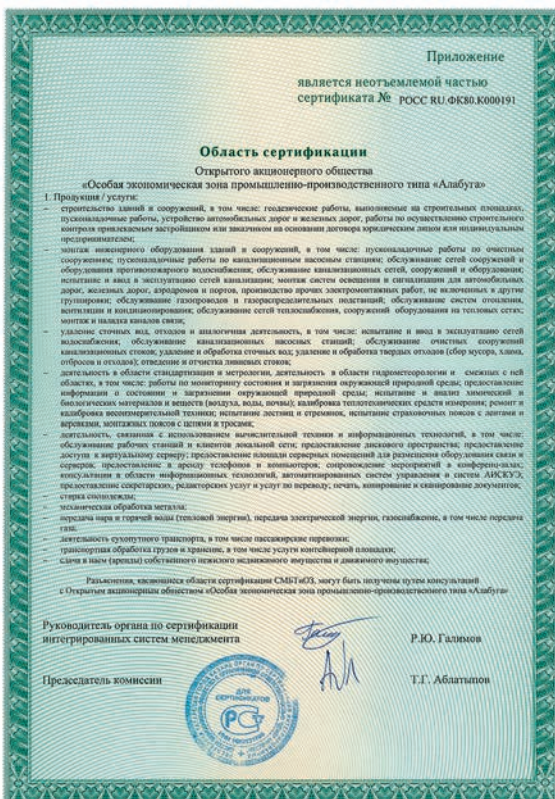 Приложение
является неотъемлемой частью
сертификата № РОСС RU.ФК80.К000191
Область сертификации
Открытого акционерного общества
«Особая экономическая зона промышленно-производственного типа «Алабуга»
1. Продукция / услуги:
- строительство зданий и сооружений, в том числе: геодезические работы, выполняемые на строительных площадках,
пусконаладочные работы, устройство автомобильных дорог и железных дорог, работы по осуществлению строительного
контроля привлекаемым застройщиком или заказчиком на основании договора юридическим лицом или индивидуальным
предпринимателем;
- монтаж инженерного оборудования зданий и сооружений, в том числе: пусконаладочные работы по очистным
сооружениям; пусконаладочные работы по канализационным насосным станциям; обслуживание сетей сооружений и
оборудования противопожарного водоснабжения; обслуживание канализационных сетей, сооружений и оборудования;
испытание и ввод в эксплуатацию сетей канализации; монтаж систем освещения и сигнализации для автомобильных
дорог, железных дорог, аэродромов и портов, производство прочих электромонтажных работ, не включенных в другие
группировки; обслуживание газопроводов и газораспределительных подстанций; обслуживание систем отопления,
вентиляции и кондиционирования; обслуживание сетей теплоснабжения, сооружений оборудования на тепловых сетях;
монтаж и наладка каналов связи;
- удаление сточных вод, отходов и аналогичная деятельность, в том числе: испытание и ввод в эксплуатацию сетей
водоснабжения; обслуживание канализационных насосных станций; обслуживание очистных сооружений
канализационных стоков; удаление и обработка сточных вод; удаление и обработка твердых отходов (сбор мусора, хлама,
отбросов и отходов); отведение и отчистка ливневых стоков;
- деятельность в области стандартизации и метрологии, деятельность в области гидрометеорологии и смежных с ней
областях, в том числе: работы по мониторингу состояния и загрязнения окружающей природной среды; предоставление
информации о состоянии и загрязнении окружающей природной среды; испытание и анализ химический и
биологических материалов и веществ (воздуха, воды, почвы); калибровка теплотехнических средств измерения; ремонт и
калибровка весоизмерительной техники; испытание лестниц и стремянок, испытание страховочных поясов с лентами и
веревками, монтажных поясов с цепями и тросами;
- деятельность, связанная с использованием вычислительной техники и информационных технологий, в том числе:
обслуживание рабочих станций и клиентов локальной сети; предоставление дискового пространства; предоставление
доступа к виртуальному серверу; предоставление площади серверных помещений для размещения оборудования связи и
серверов, предоставление в аренду телефонов и компьютеров; сопровождение мероприятий в конференц-залах;
консультации в области информационных технологий, автоматизированных систем управления и систем АИСКУЭ;
предоставление секретарских, редакторских услуг и услуг по переводу; печать, копирование и сканирование документов;
стирка спецодежды;
- механическая обработка металла;
- передача пара и горячей воды (тепловой энергии), передача электрической энергии, газоснабжение, в том числе передача
газа;
- деятельность сухопутного транспорта, в том числе пассажирские перевозки;
- транспортная обработка грузов и хранение, в том числе услуги контейнерной площадки;
- сдача в наем (аренды) собственного нежилого недвижимого имущества и движимого имущества;
Разъяснения, касающиеся области сертификации СМБТиОЗ, могут быть получены путем консультаций
с Открытым акционерным обществом «Особая экономическая зона промышленно-производственного типа «Алабуга»
Руководитель органа по сертификации
интегрированных систем менеджмента
Р.Ю. Галимов
Председатель комиссии
Т.Г. Аблатыпов
ДЛЯ
СЕРТИФИКАТОВ